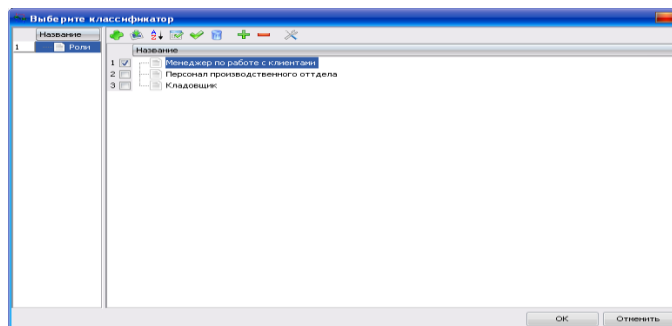 Выберите классификатор
Название
1 Роли
Название
1 Менеджер по работе с клиентами
2 Персонал производственного оттдела
3 Кладовщик
OK Отменить